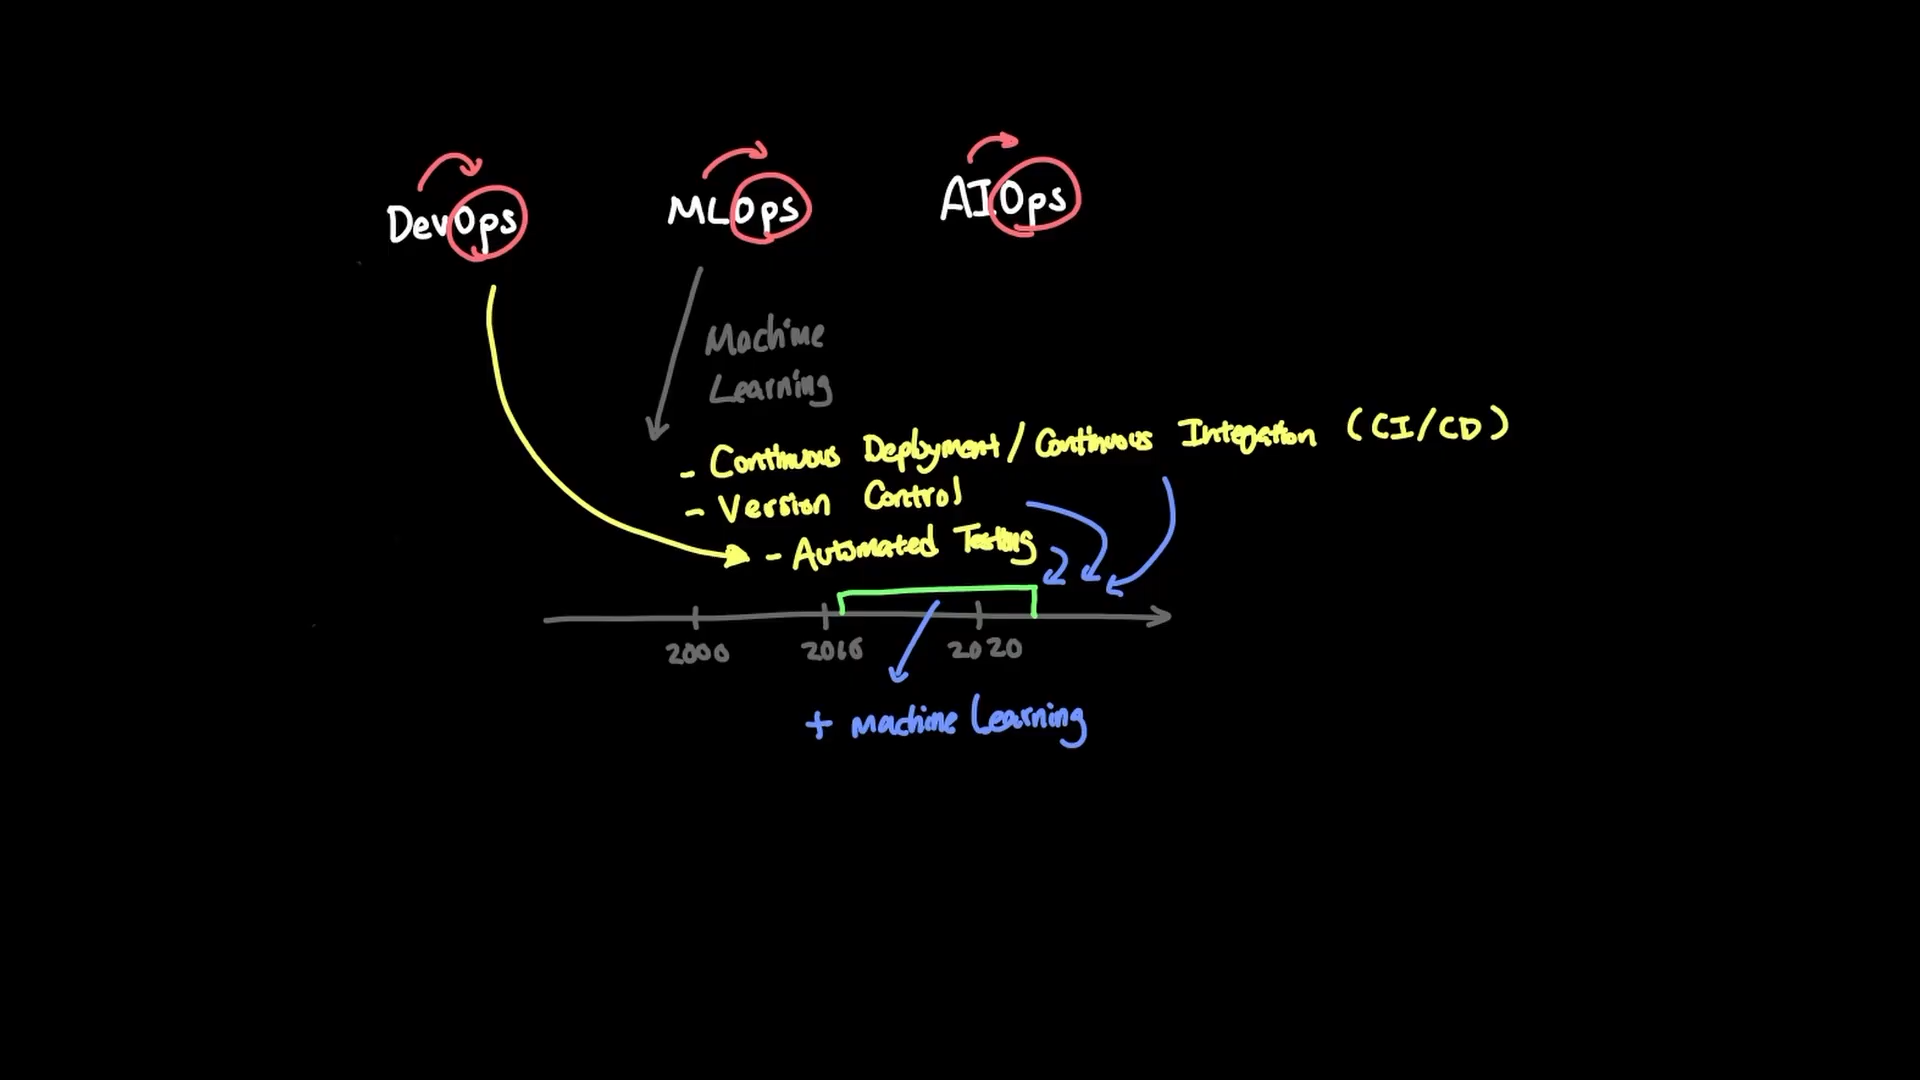 DevOps MLOps AIOps
Machine
Learning
- Continuous Deployment / Continuous Integration (CI/CD)
- Version Control
- Automated Testing
2000 2016 2020
+ machine Learning